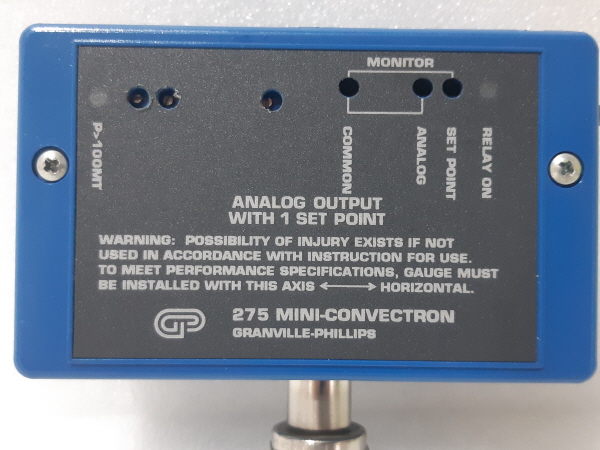 MONITOR
P>100MT
COMMON
ANALOG
SET POINT
RELAY ON
ANALOG OUTPUT
WITH 1 SET POINT
WARNING: POSSIBILITY OF INJURY EXISTS IF NOT
USED IN ACCORDANCE WITH INSTRUCTION FOR USE.
TO MEET PERFORMANCE SPECIFICATIONS, GAUGE MUST
BE INSTALLED WITH THIS AXIS ←→ HORIZONTAL.
GP 275 MINI-CONVECTRON
GRANVILLE-PHILLIPS